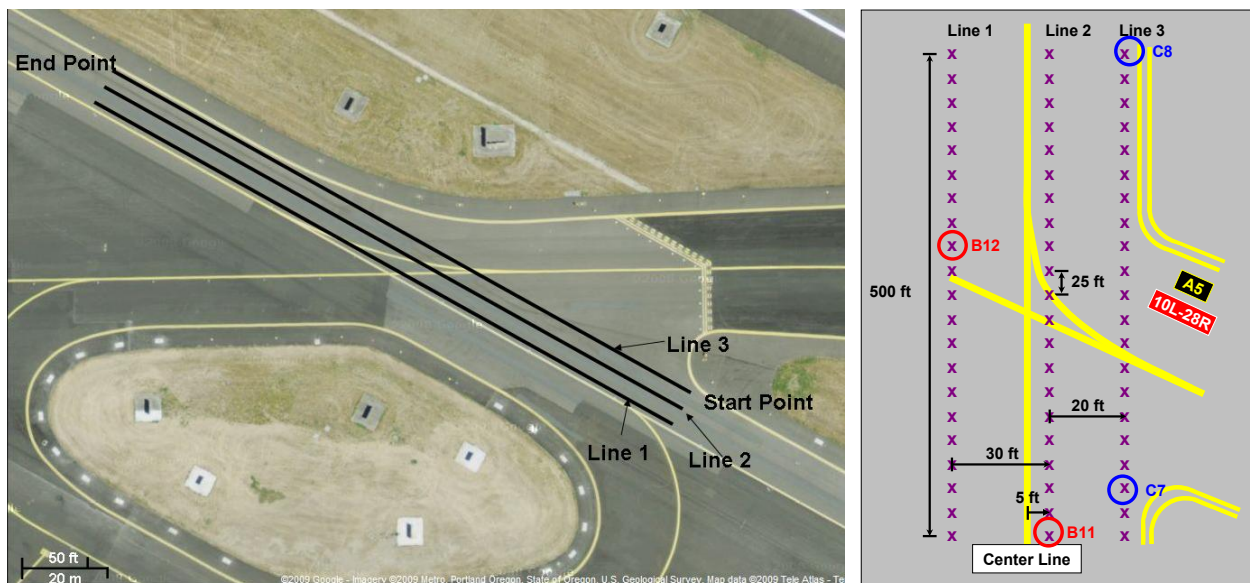 End Point
Line 3
Start Point
Line 1
Line 2
50 ft
20 m
©2009 Google - Imagery ©2009 Metro, Portland Oregon, State of Oregon, U.S. Geological Survey, Map data ©2009 Tele Atlas - Te
Line 1
Line 2
Line 3
x
C8
B12
25 ft
500 ft
A5
10L-28R
20 ft
30 ft
C7
5 ft
B11
Center Line